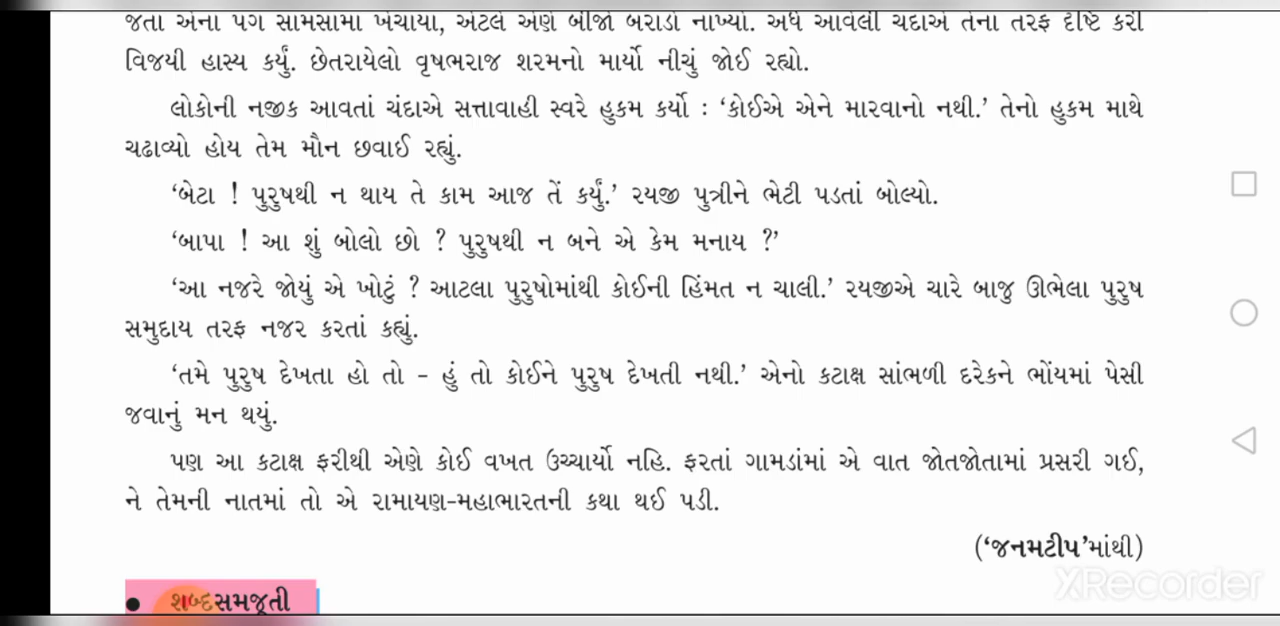 જતાં એના પગ સામસામા ખેંચાયા, એટલે એણે બીજો બરાડો નાખ્યો. અર્ધે આવેલી ચંદાએ તેના તરફ દૃષ્ટિ કરી
વિજયી હાસ્ય કર્યું. છેતરાયેલો વૃષભરાજ શરમનો માર્યો નીચું જોઈ રહ્યો.
લોકોની નજીક આવતાં ચંદાએ સત્તાવાહી સ્વરે હુકમ કર્યો : ‘કોઈએ એને મારવાનો નથી.’ તેનો હુકમ માથે
ચઢાવ્યો હોય તેમ મૌન છવાઈ રહ્યું.
‘બેટા ! પુરુષથી ન થાય તે કામ આજ તેં કર્યું.’ રયજી પુત્રીને ભેટી પડતાં બોલ્યો.
‘બાપા ! આ શું બોલો છો ? પુરુષથી ન બને એ કેમ મનાય ?’
‘આ નજરે જોયું એ ખોટું ? આટલા પુરુષોમાંથી કોઈની હિંમત ન ચાલી.’ રયજીએ ચારે બાજુ ઊભેલા પુરુષ
સમુદાય તરફ નજર કરતાં કહ્યું.
‘તમે પુરુષ દેખતા હો તો – હું તો કોઈને પુરુષ દેખતી નથી.’ એનો કટાક્ષ સાંભળી દરેકને ભોંયમાં પેસી
જવાનું મન થયું.
પણ આ કટાક્ષ ફરીથી એણે કોઈ વખત ઉચ્ચાર્યો નહિ. ફરતાં ગામડાંમાં એ વાત જોતજોતામાં પ્રસરી ગઈ,
ને તેમની નાતમાં તો એ રામાયણ-મહાભારતની કથા થઈ પડી.
(‘જનમટીપ’માંથી)
XRecorder
● શબ્દસમજૂતી